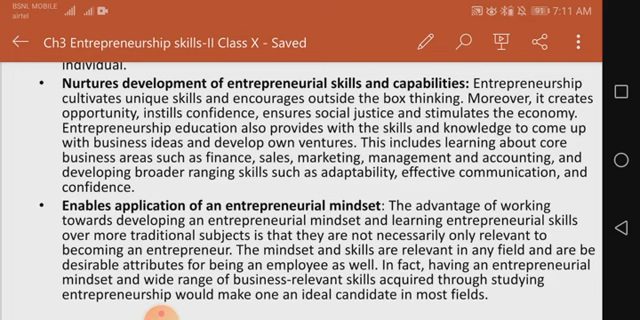 BSNL MOBILE
airtel
91
7:11 AM
Ch3 Entrepreneurship skills-II Class X - Saved
individual.
• Nurtures development of entrepreneurial skills and capabilities: Entrepreneurship
cultivates unique skills and encourages outside the box thinking. Moreover, it creates
opportunity, instills confidence, ensures social justice and stimulates the economy.
Entrepreneurship education also provides with the skills and knowledge to come up
with business ideas and develop own ventures. This includes learning about core
business areas such as finance, sales, marketing, management and accounting, and
developing broader ranging skills such as adaptability, effective communication, and
confidence.
• Enables application of an entrepreneurial mindset: The advantage of working
towards developing an entrepreneurial mindset and learning entrepreneurial skills
over more traditional subjects is that they are not necessarily only relevant to
becoming an entrepreneur. The mindset and skills are relevant in any field and are be
desirable attributes for being an employee as well. In fact, having an entrepreneurial
mindset and wide range of business-relevant skills acquired through studying
entrepreneurship would make one an ideal candidate in most fields.